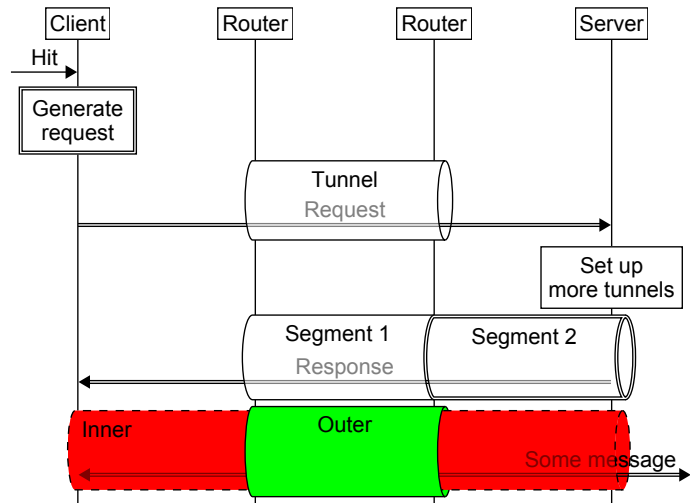 Client
Router
Router
Server
Hit
Generate
request
Tunnel
Request
Set up
more tunnels
Segment 1
Segment 2
Response
Inner
Outer
Some message